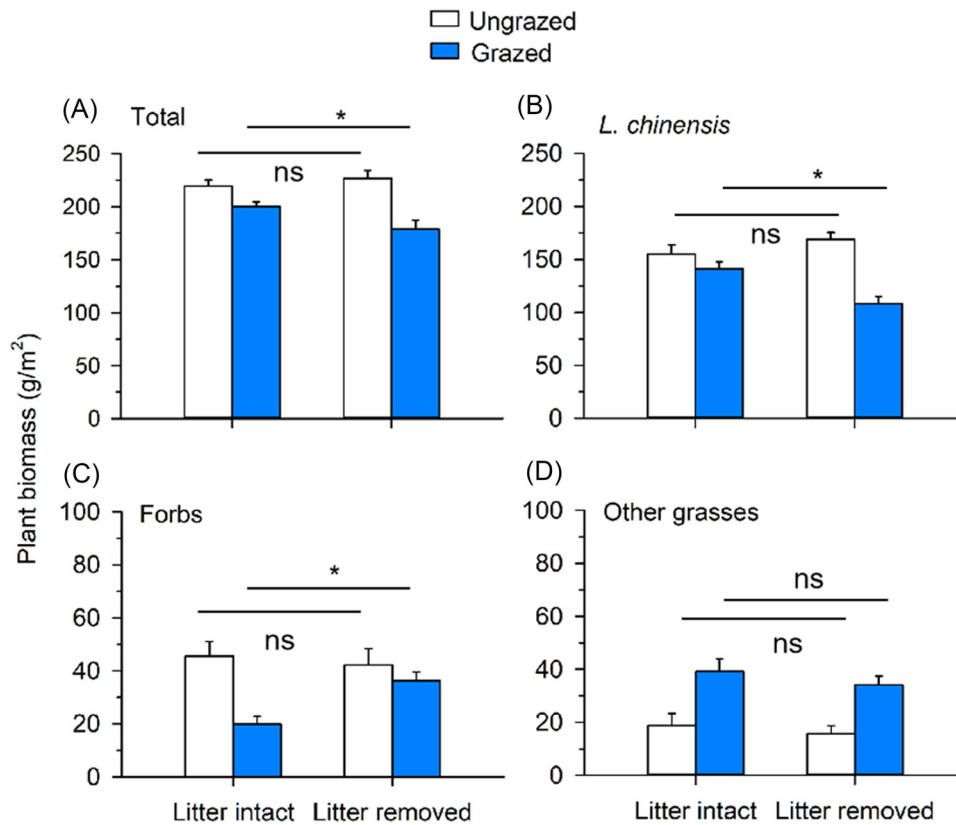 Ungrazed
Grazed
(A) Total
*
ns
250
200
150
100
50
0
(B) L. chinensis
*
ns
250
200
150
100
50
0
Plant biomass (g/m²)
(C) Forbs
*
ns
100
80
60
40
20
0
Litter intact Litter removed
(D) Other grasses
ns
ns
100
80
60
40
20
0
Litter intact Litter removed